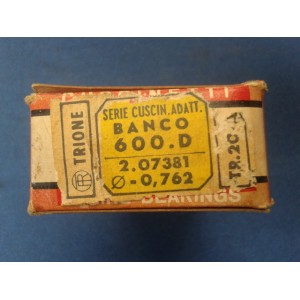 TRIONE
SERIE CUSCIN. ADATT.
BANCO
600.D
2.07381
Ø-0,762
TR.2C
BEARINGS